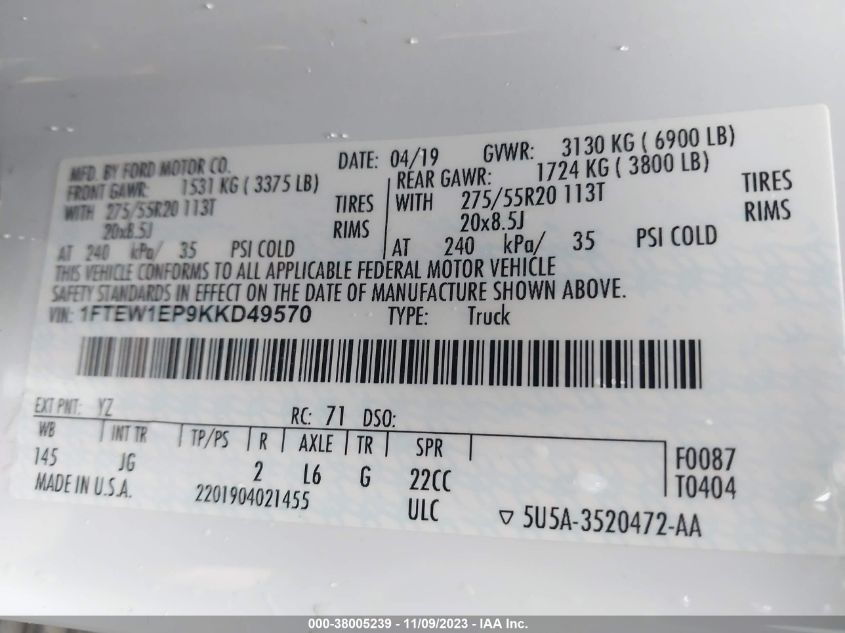 MFD. BY FORD MOTOR CO. DATE: 04/19 GVWR: 3130 KG ( 6900 LB)
FRONT GAWR: 1531 KG ( 3375 LB) REAR GAWR: 1724 KG ( 3800 LB)
WITH 275/55R20 113T TIRES WITH 275/55R20 113T TIRES
20x8.5J RIMS 20x8.5J RIMS
AT 240 kPa/ 35 PSI COLD AT 240 kPa/ 35 PSI COLD
THIS VEHICLE CONFORMS TO ALL APPLICABLE FEDERAL MOTOR VEHICLE
SAFETY STANDARDS IN EFFECT ON THE DATE OF MANUFACTURE SHOWN ABOVE.
VIN: 1FTEW1EP9KKD49570 TYPE: Truck
EXT PNT: YZ RC: 71 DSO:
WB INT TR TP/PS R AXLE TR SPR F0087
145 JG 2 L6 G 22CC T0404
MADE IN U.S.A. 2201904021455 ULC ▽ 5U5A-3520472-AA
000-38005239 - 11/09/2023 - IAA Inc.